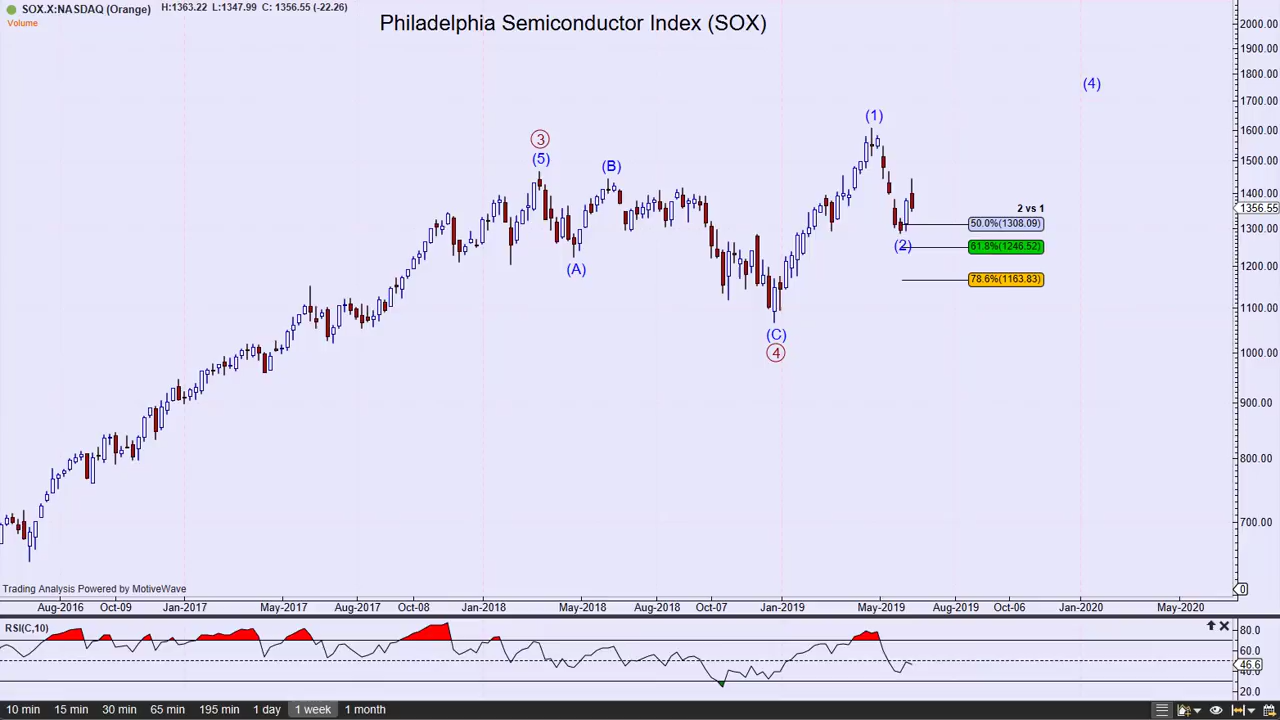 SOX.X:NASDAQ (Orange) H:1363.22 L:1347.99 C: 1356.55 (-22.26)
Volume
Philadelphia Semiconductor Index (SOX)
2000.00
1900.00
1800.00
(4)
1700.00
(1)
1600.00
3
(5)
1500.00
(B)
1400.00
2 vs 1
1356.55
50.0%(1308.09)
1300.00
(2)
61.8%(1246.52)
(A)
1200.00
78.6%(1163.83)
1100.00
(C)
4
1000.00
900.00
800.00
700.00
Trading Analysis Powered by MotiveWave
0
Aug-2016 Oct-09 Jan-2017 May-2017 Aug-2017 Oct-08 Jan-2018 May-2018 Aug-2018 Oct-07 Jan-2019 May-2019 Aug-2019 Oct-06 Jan-2020 May-2020
RSI(C,10)
80.0
60.0
46.6
20.0
10 min 15 min 30 min 65 min 195 min 1 day 1 week 1 month